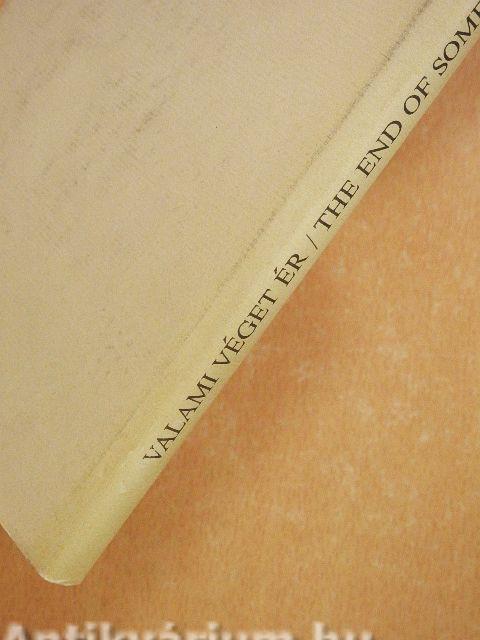 VALAMI VÉGET ÉR / THE END OF SOME
Antikvárium.hu